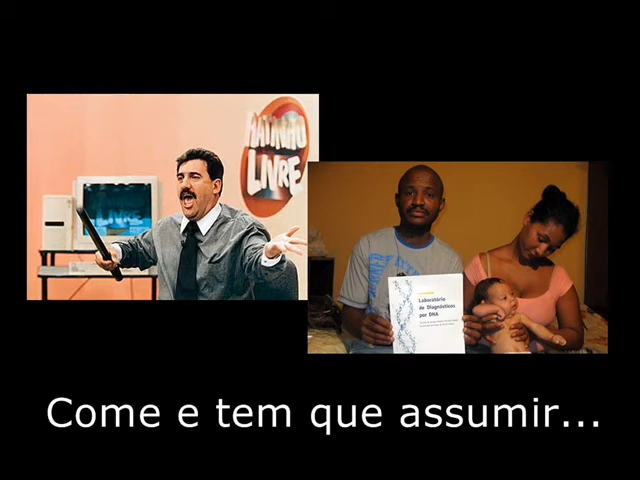 RATINHO
LIVRE
Laboratório
de Diagnósticos
por DNA
Come e tem que assumir...